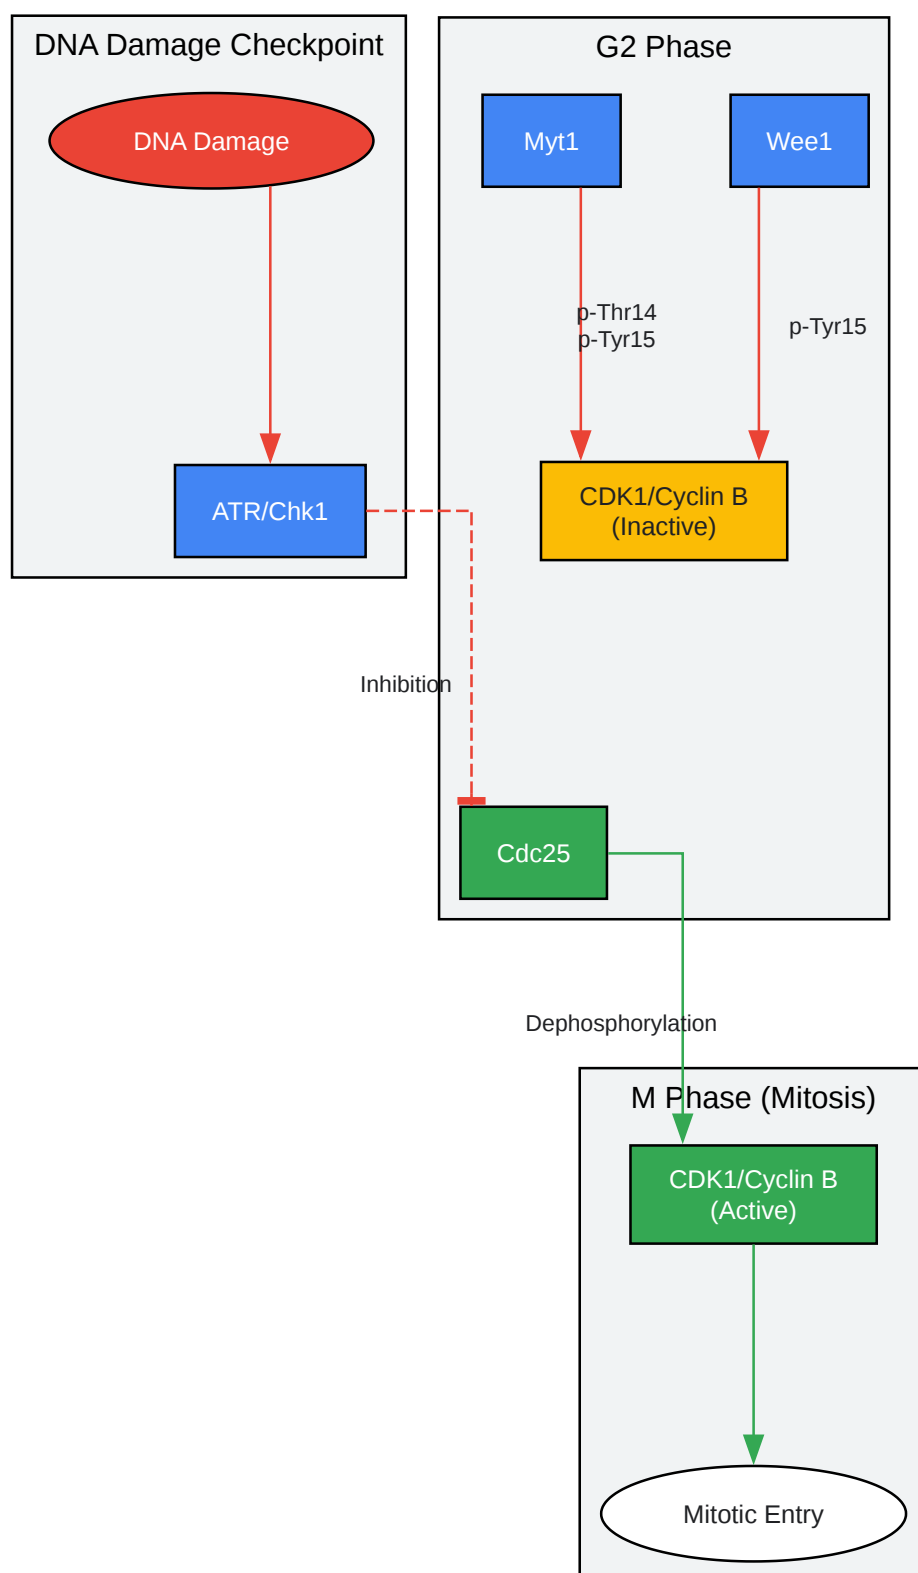 DNA Damage Checkpoint
DNA Damage
ATR/Chk1
G2 Phase
Myt1
Wee1
p-Thr14
p-Tyr15
p-Tyr15
CDK1/Cyclin B
(Inactive)
Inhibition
Cdc25
Dephosphorylation
M Phase (Mitosis)
CDK1/Cyclin B
(Active)
Mitotic Entry